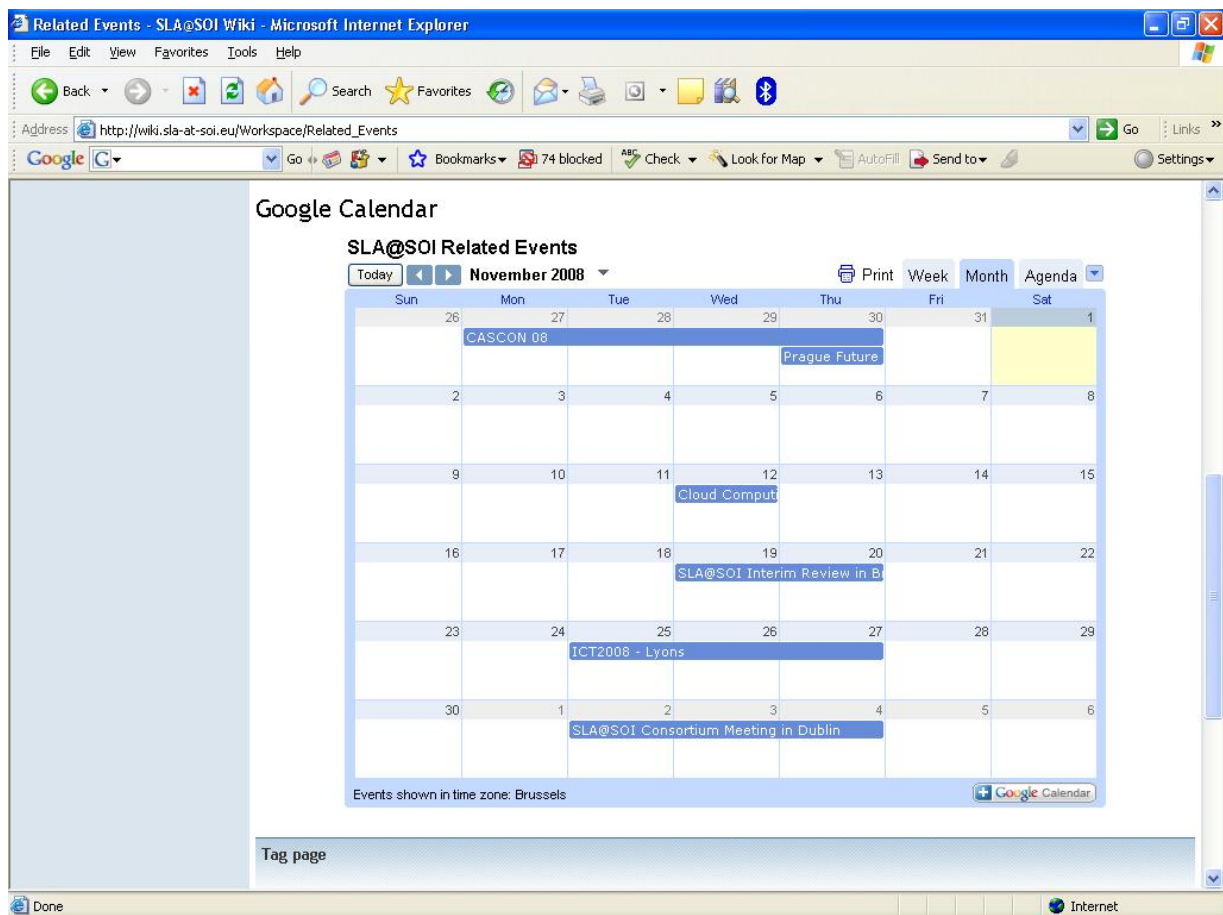 Related Events - SLA@SOI Wiki - Microsoft Internet Explorer
File Edit View Favorites Tools Help
Back Search Favorites
Address http://wiki.sla-at-soi.eu/Workspace/Related_Events Go Links »
Google G Go Bookmarks 74 blocked ABC Check Look for Map AutoFill Send to Settings
Google Calendar
SLA@SOI Related Events
Today November 2008 Print Week Month Agenda
Sun Mon Tue Wed Thu Fri Sat
26 27 28 29 30 31 1
CASCON 08
Prague Future
2 3 4 5 6 7 8
9 10 11 12 13 14 15
Cloud Computi
16 17 18 19 20 21 22
SLA@SOI Interim Review in B
23 24 25 26 27 28 29
ICT2008 - Lyons
30 1 2 3 4 5 6
SLA@SOI Consortium Meeting in Dublin
Events shown in time zone: Brussels Google Calendar
Tag page
Done Internet